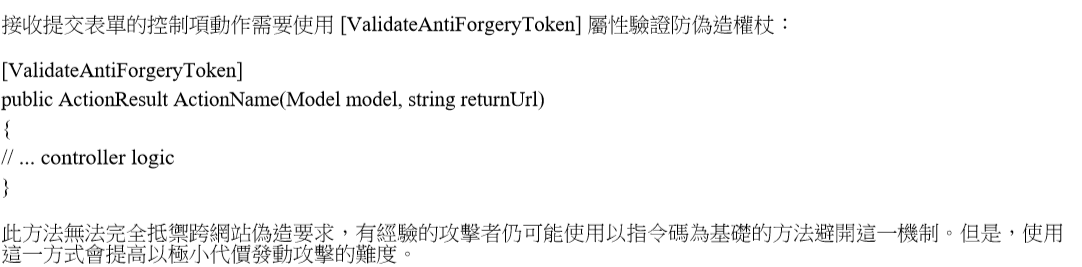 接收提交表單的控制項動作需要使用 [ValidateAntiForgeryToken] 屬性驗證防偽造權杖：
[ValidateAntiForgeryToken]
public ActionResult ActionName(Model model, string returnUrl)
{
// ... controller logic
}
此方法無法完全抵禦跨網站偽造要求，有經驗的攻擊者仍可能使用以指令碼為基礎的方法避開這一機制。但是，使用
這一方式會提高以極小代價發動攻擊的難度。